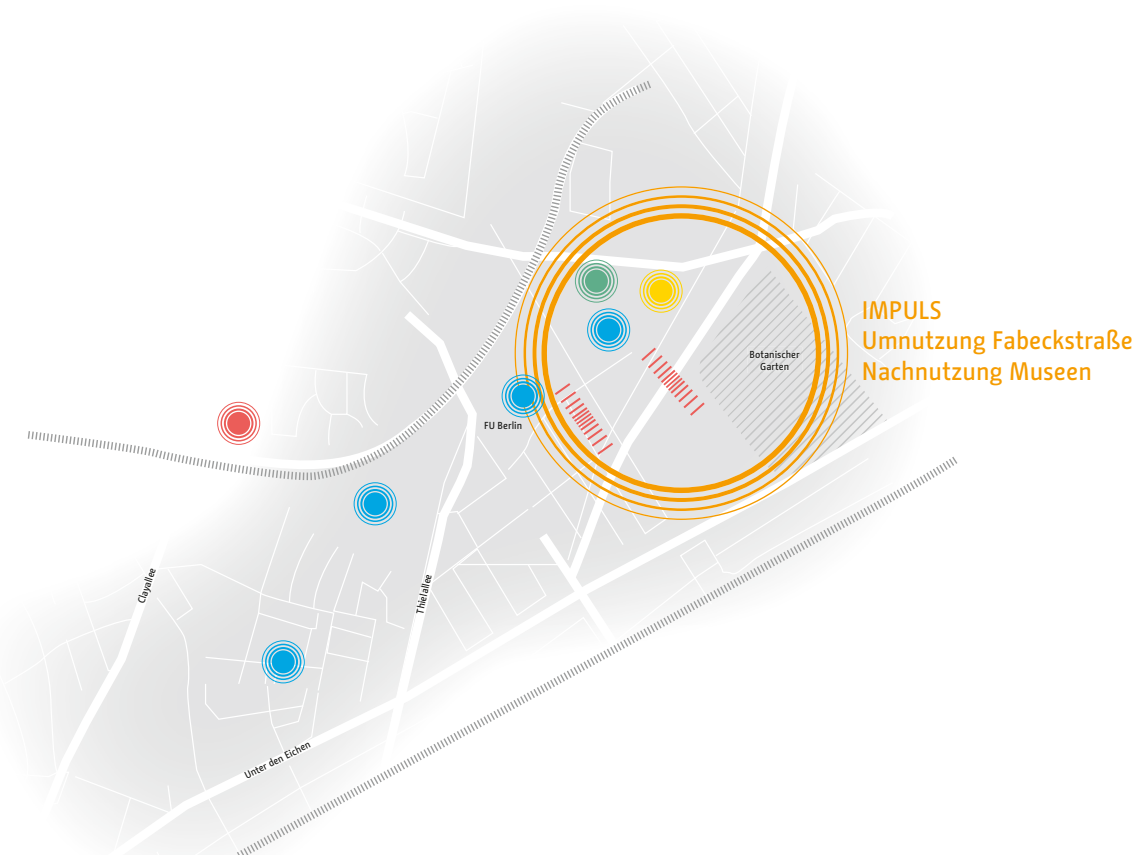 IMPULS
Umnutzung Fabeckstraße
Nachnutzung Museen
Botanischer
Garten
FU Berlin
Clayallee
Thielallee
Unter den Eichen